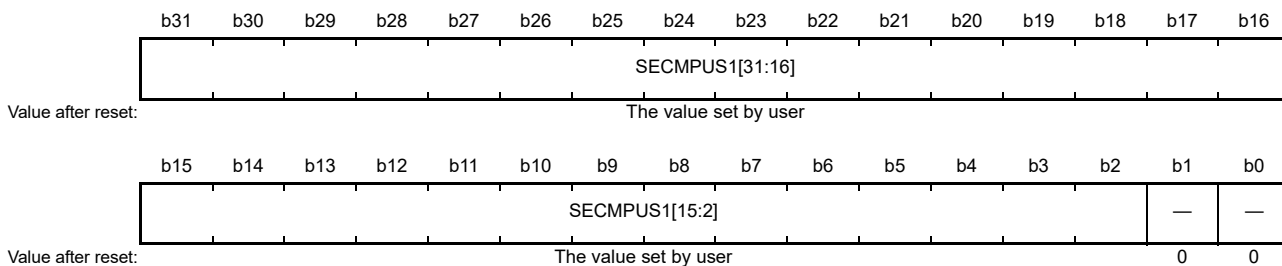 b31 b30 b29 b28 b27 b26 b25 b24 b23 b22 b21 b20 b19 b18 b17 b16
SECMPUS1[31:16]
Value after reset: The value set by user
b15 b14 b13 b12 b11 b10 b9 b8 b7 b6 b5 b4 b3 b2 b1 b0
SECMPUS1[15:2] — —
Value after reset: The value set by user 0 0